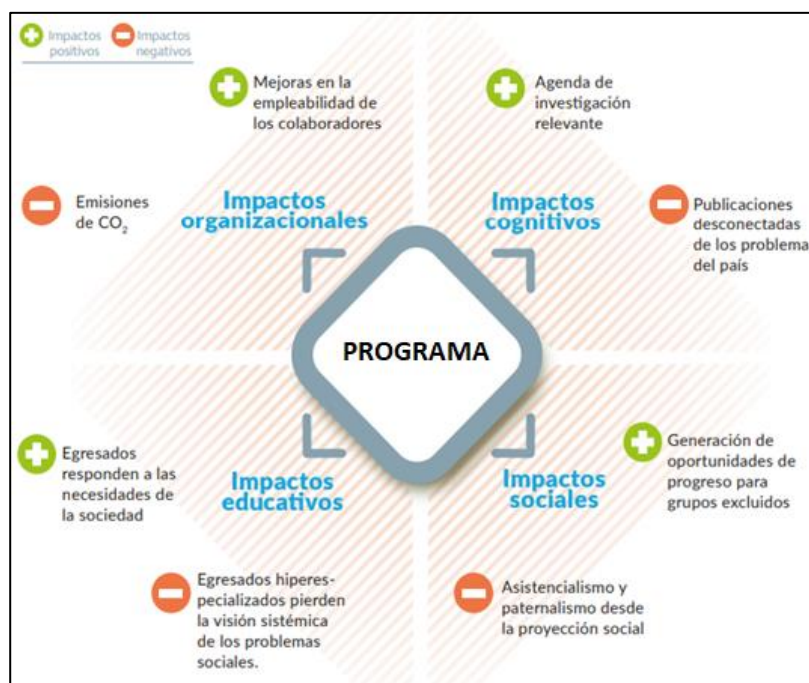 Impactos
positivos
Impactos
negativos
Mejoras en la
empleabilidad de
los colaboradores
Agenda de
investigación
relevante
Emisiones
de CO₂
Impactos
organizacionales
Impactos
cognitivos
Publicaciones
desconectadas
de los problema
del país
PROGRAMA
Egresados
responden a las
necesidades de
la sociedad
Impactos
educativos
Impactos
sociales
Generación de
oportunidades de
progreso para
grupos excluidos
Egresados hiperes-
pecializados pierden
la visión sistémica
de los problemas
sociales.
Asistencialismo y
paternalismo desde
la proyección social